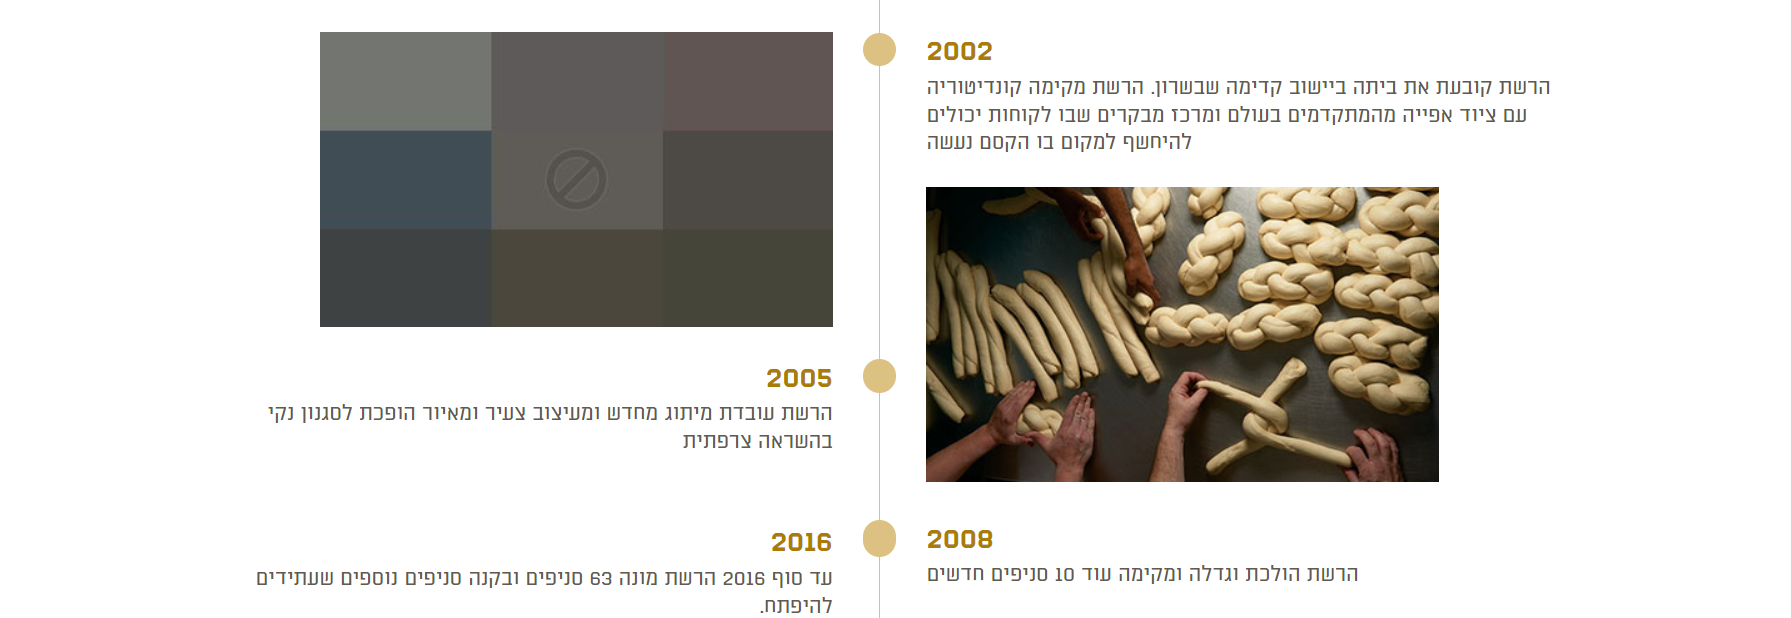 2002
הרשת קובעת את ביתה ביישוב קדימה שבשרון. הרשת מקימה קונדיטוריה
עם ציוד אפייה מהמתקדמים בעולם ומרכז מבקרים שבו לקוחות יכולים
להיחשף למקום בו הקסם נעשה
2005
הרשת עובדת מיתוג מחדש ומעיצוב צעיר ומאיור הופכת לסגנון נקי
בהשראה צרפתית
2008
הרשת הולכת וגדלה ומקימה עוד 10 סניפים חדשים
2016
עד סוף 2016 הרשת מונה 63 סניפים ובקנה סניפים נוספים שעתידים
להיפתח.